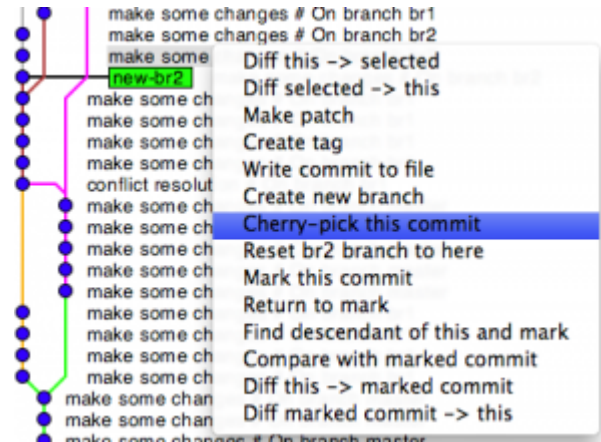 make some changes # On branch br1
make some changes # On branch br2
make some
new-br2
make some ch
make some ch
make some ch
make some ch
conflict resolut
make some ch
make some ch
make some ch
make some ch
make some ch
make some ch
make some ch
make some ch
make some ch
make some chan
make some chan
make some changes # On branch master
Diff this -> selected
Diff selected -> this
Make patch
Create tag
Write commit to file
Create new branch
Cherry-pick this commit
Reset br2 branch to here
Mark this commit
Return to mark
Find descendant of this and mark
Compare with marked commit
Diff this -> marked commit
Diff marked commit -> this